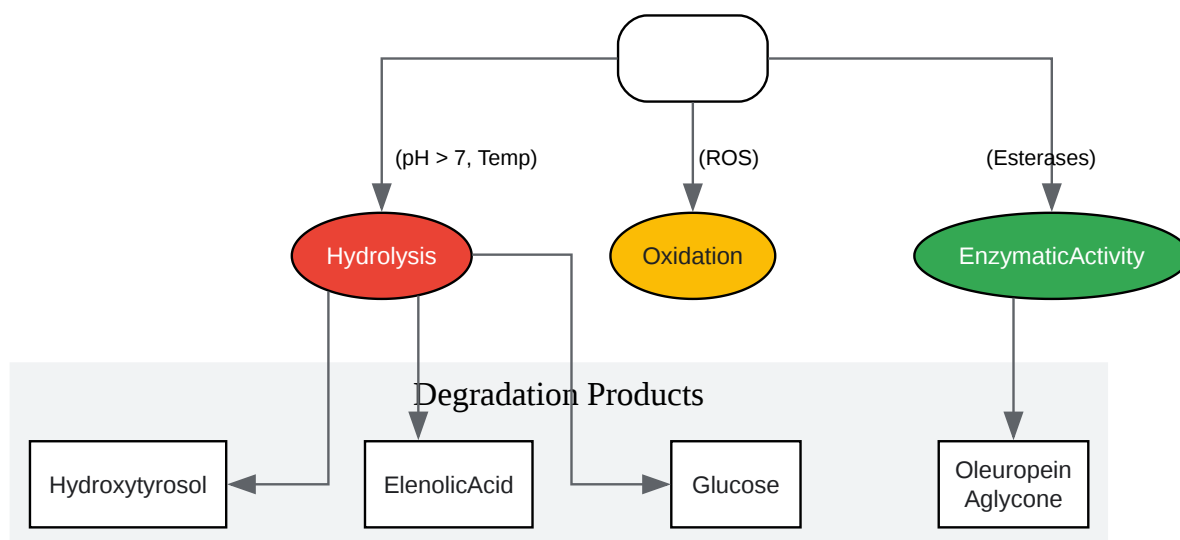 (pH > 7, Temp)
(ROS)
(Esterases)
Hydrolysis
Oxidation
EnzymaticActivity
Degradation Products
Hydroxytyrosol
ElenolicAcid
Glucose
Oleuropein
Aglycone